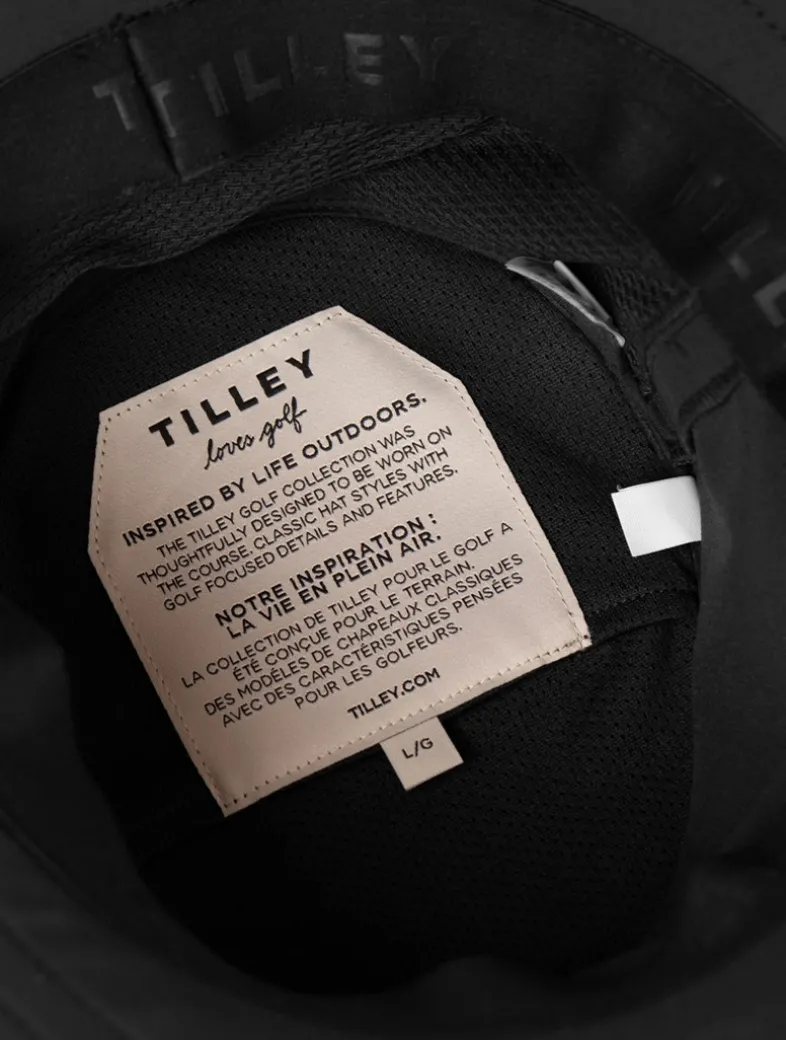 TILLEY
TILLEY
TILLEY
loves golf
INSPIRED BY LIFE OUTDOORS.
THE TILLEY GOLF COLLECTION WAS
THOUGHTFULLY DESIGNED TO BE WORN ON
THE COURSE. CLASSIC HAT STYLES WITH
GOLF FOCUSED DETAILS AND FEATURES.
NOTRE INSPIRATION :
LA VIE EN PLEIN AIR.
LA COLLECTION DE TILLEY POUR LE GOLF A
ÉTÉ CONÇUE POUR LE TERRAIN.
DES MODÈLES DE CHAPEAUX CLASSIQUES
AVEC DES CARACTÉRISTIQUES PENSÉES
POUR LES GOLFEURS.
TILLEY.COM
L/G